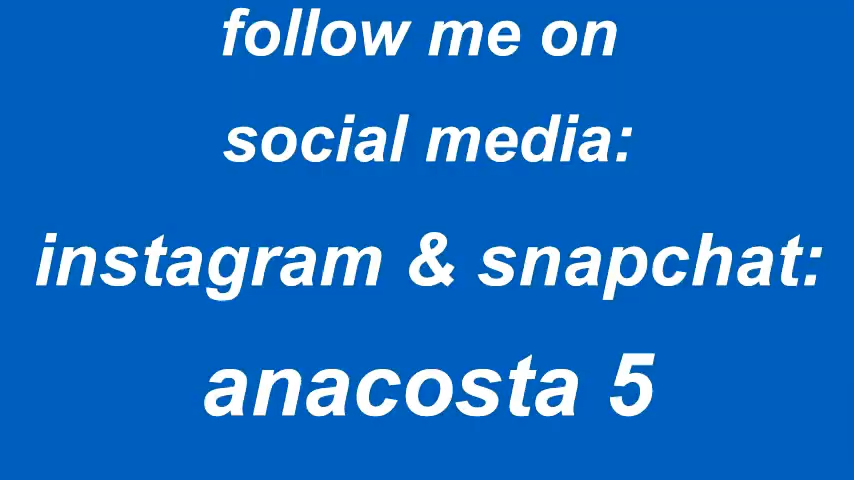 follow me on
social media:
instagram & snapchat:
anacosta 5